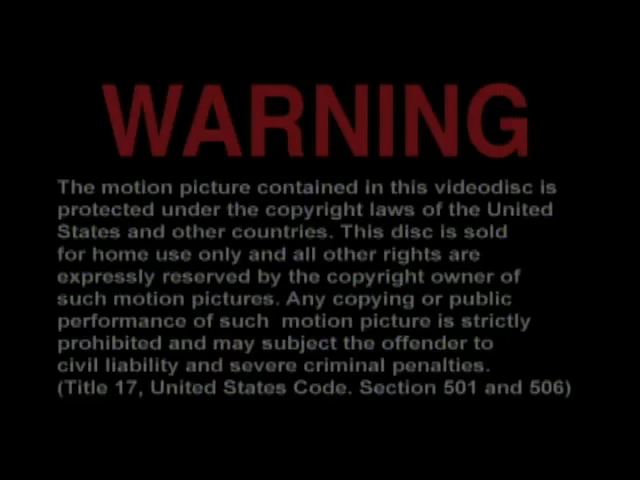 WARNING
The motion picture contained in this videodisc is
protected under the copyright laws of the United
States and other countries. This disc is sold
for home use only and all other rights are
expressly reserved by the copyright owner of
such motion pictures. Any copying or public
performance of such motion picture is strictly
prohibited and may subject the offender to
civil liability and severe criminal penalties.
(Title 17, United States Code. Section 501 and 506)